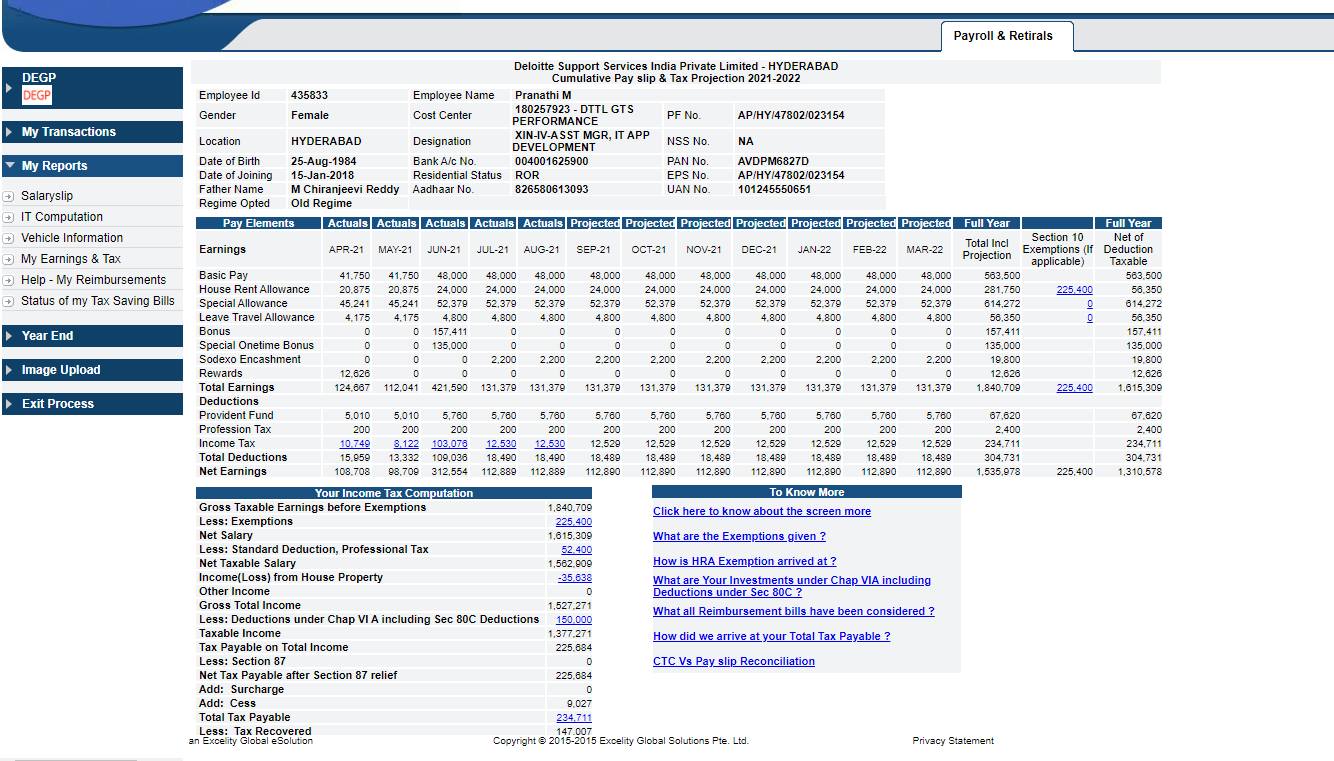 Payroll & Retirals
DEGP
DEGP
My Transactions
My Reports
Salaryslip
IT Computation
Vehicle Information
My Earnings & Tax
Help - My Reimbursements
Status of my Tax Saving Bills
Year End
Image Upload
Exit Process
Deloitte Support Services India Private Limited - HYDERABAD
Cumulative Pay slip & Tax Projection 2021-2022
Employee Id 435833 Employee Name Pranathi M
Gender Female Cost Center 180257923 - DTTL GTS PERFORMANCE PF No. AP/HY/47802/023154
Location HYDERABAD Designation XIN-IV-ASST MGR, IT APP DEVELOPMENT NSS No. NA
Date of Birth 25-Aug-1984 Bank A/c No. 004001625900 PAN No. AVDPM6827D
Date of Joining 15-Jan-2018 Residential Status ROR EPS No. AP/HY/47802/023154
Father Name M Chiranjeevi Reddy Aadhaar No. 826580613093 UAN No. 101245550651
Regime Opted Old Regime
Pay Elements Actuals Actuals Actuals Actuals Actuals Projected Projected Projected Projected Projected Projected Projected Full Year Full Year
Earnings APR-21 MAY-21 JUN-21 JUL-21 AUG-21 SEP-21 OCT-21 NOV-21 DEC-21 JAN-22 FEB-22 MAR-22 Total Incl Projection Section 10 Exemptions (If applicable) Net of Deduction Taxable
Basic Pay 41,750 41,750 48,000 48,000 48,000 48,000 48,000 48,000 48,000 48,000 48,000 48,000 563,500 563,500
House Rent Allowance 20,875 20,875 24,000 24,000 24,000 24,000 24,000 24,000 24,000 24,000 24,000 24,000 281,750 225,400 56,350
Special Allowance 45,241 45,241 52,379 52,379 52,379 52,379 52,379 52,379 52,379 52,379 52,379 52,379 614,272 0 614,272
Leave Travel Allowance 4,175 4,175 4,800 4,800 4,800 4,800 4,800 4,800 4,800 4,800 4,800 4,800 56,350 0 56,350
Bonus 0 0 157,411 0 0 0 0 0 0 0 0 0 157,411 157,411
Special Onetime Bonus 0 0 135,000 0 0 0 0 0 0 0 0 0 135,000 135,000
Sodexo Encashment 0 0 0 2,200 2,200 2,200 2,200 2,200 2,200 2,200 2,200 2,200 19,800 19,800
Rewards 12,626 0 0 0 0 0 0 0 0 0 0 0 12,626 12,626
Total Earnings 124,667 112,041 421,590 131,379 131,379 131,379 131,379 131,379 131,379 131,379 131,379 131,379 1,840,709 225,400 1,615,309
Deductions
Provident Fund 5,010 5,010 5,760 5,760 5,760 5,760 5,760 5,760 5,760 5,760 5,760 5,760 67,620 67,620
Profession Tax 200 200 200 200 200 200 200 200 200 200 200 200 2,400 2,400
Income Tax 10,749 8,122 103,076 12,530 12,530 12,529 12,529 12,529 12,529 12,529 12,529 12,529 234,711 234,711
Total Deductions 15,959 13,332 109,036 18,490 18,490 18,489 18,489 18,489 18,489 18,489 18,489 18,489 304,731 304,731
Net Earnings 108,708 98,709 312,554 112,889 112,889 112,890 112,890 112,890 112,890 112,890 112,890 112,890 1,535,978 225,400 1,310,578
Your Income Tax Computation
Gross Taxable Earnings before Exemptions 1,840,709
Less: Exemptions 225,400
Net Salary 1,615,309
Less: Standard Deduction, Professional Tax 52,400
Net Taxable Salary 1,562,909
Income(Loss) from House Property -35,638
Other Income 0
Gross Total Income 1,527,271
Less: Deductions under Chap VI A including Sec 80C Deductions 150,000
Taxable Income 1,377,271
Tax Payable on Total Income 225,684
Less: Section 87 0
Net Tax Payable after Section 87 relief 225,684
Add: Surcharge 0
Add: Cess 9,027
Total Tax Payable 234,711
Less: Tax Recovered 147,007
To Know More
Click here to know about the screen more
What are the Exemptions given ?
How is HRA Exemption arrived at ?
What are Your Investments under Chap VIA including
Deductions under Sec 80C ?
What all Reimbursement bills have been considered ?
How did we arrive at your Total Tax Payable ?
CTC Vs Pay slip Reconciliation
an Excelity Global eSolution Copyright © 2015-2015 Excelity Global Solutions Pte. Ltd. Privacy Statement